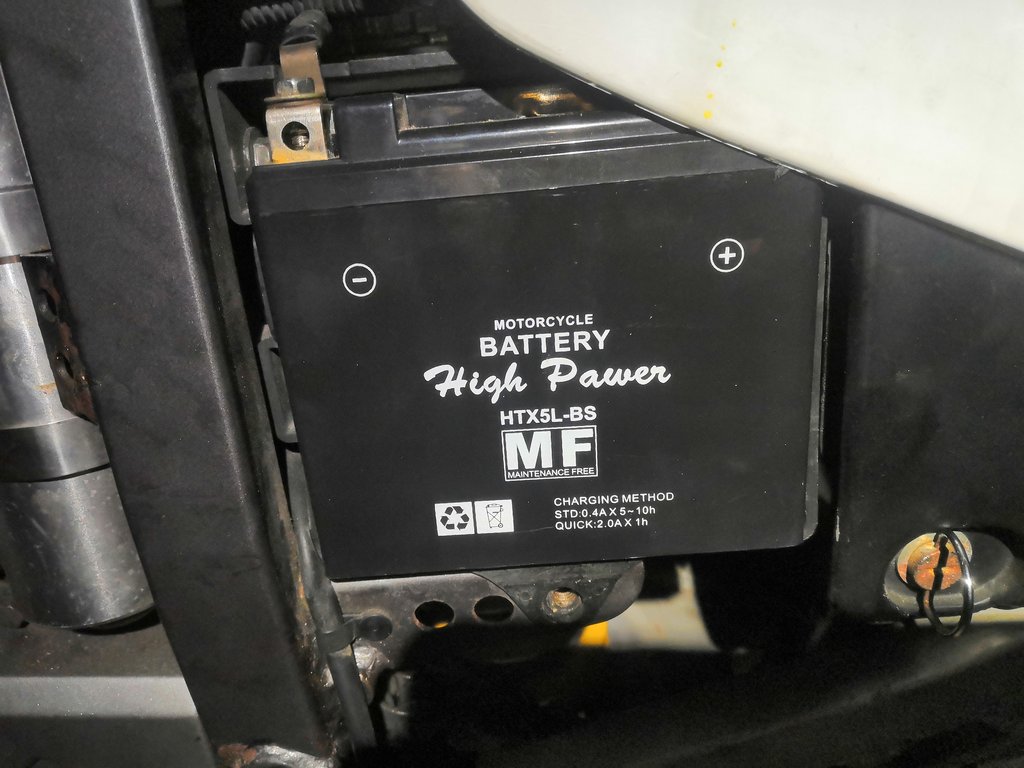 MOTORCYCLE
BATTERY
High Pawer
HTX5L-BS
MF
MAINTENANCE FREE
CHARGING METHOD
STD:0.4A X 5~10h
QUICK:2.0A X 1h